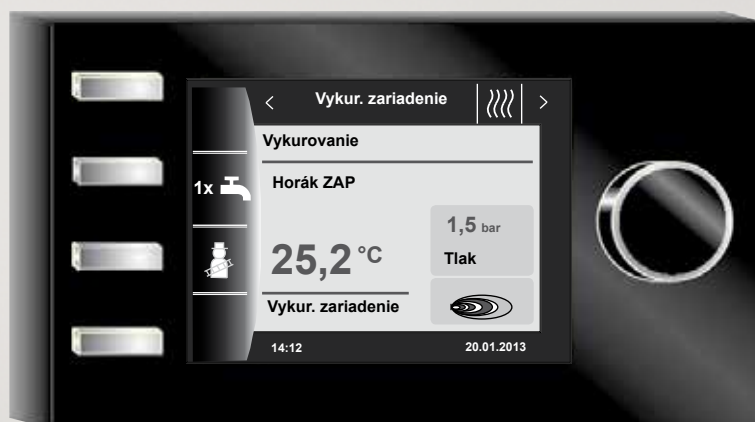 Vykur. zariadenie
Vykurovanie
1x
Horák ZAP
1,5 bar
Tlak
25,2 °C
Vykur. zariadenie
14:12
20.01.2013